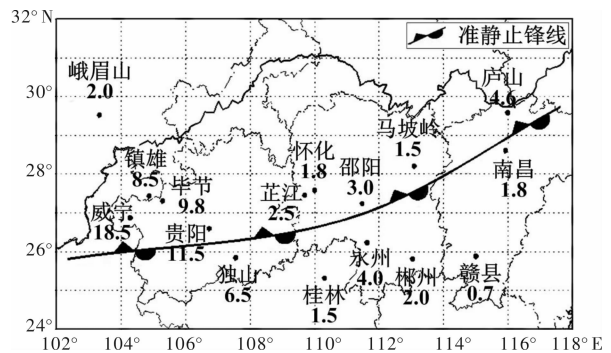 32°N
30°
28°
26°
24°
准静止锋线
峨眉山
2.0
庐山
4.6
马坡岭
1.5
镇雄
8.5
毕节
9.8
怀化
1.8
邵阳
3.0
南昌
1.8
芷江
2.5
威宁
18.5
贵阳
11.5
独山
6.5
永州
4.0
郴州
2.0
赣县
0.7
桂林
1.5
102° 104° 106° 108° 110° 112° 114° 116° 118°E